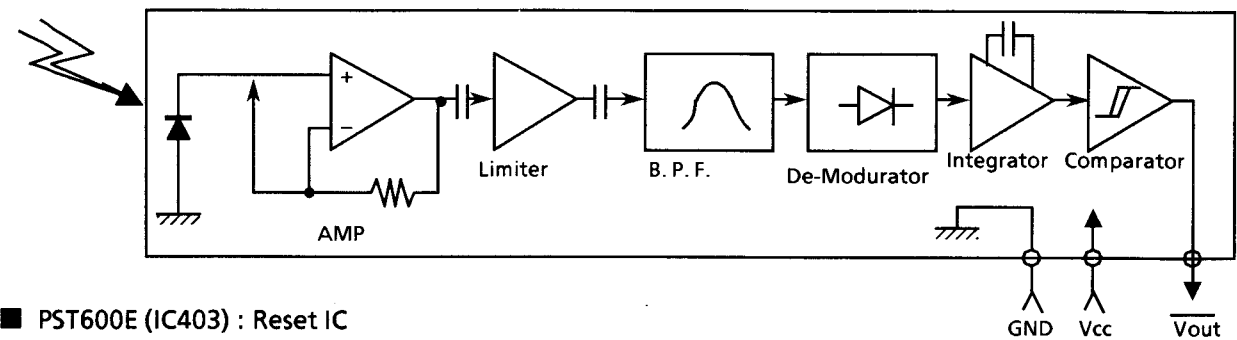 +
−
AMP
Limiter
B. P. F.
De-Modurator
Integrator
Comparator
GND
Vcc
Vout
■ PST600E (IC403) : Reset IC